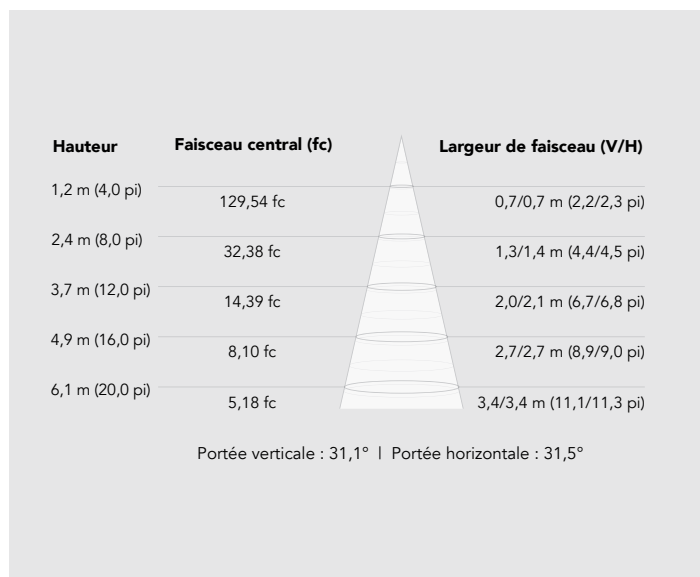 Hauteur Faisceau central (fc) Largeur de faisceau (V/H)
1,2 m (4,0 pi) 129,54 fc 0,7/0,7 m (2,2/2,3 pi)
2,4 m (8,0 pi) 32,38 fc 1,3/1,4 m (4,4/4,5 pi)
3,7 m (12,0 pi) 14,39 fc 2,0/2,1 m (6,7/6,8 pi)
4,9 m (16,0 pi) 8,10 fc 2,7/2,7 m (8,9/9,0 pi)
6,1 m (20,0 pi) 5,18 fc 3,4/3,4 m (11,1/11,3 pi)
Portée verticale : 31,1° | Portée horizontale : 31,5°